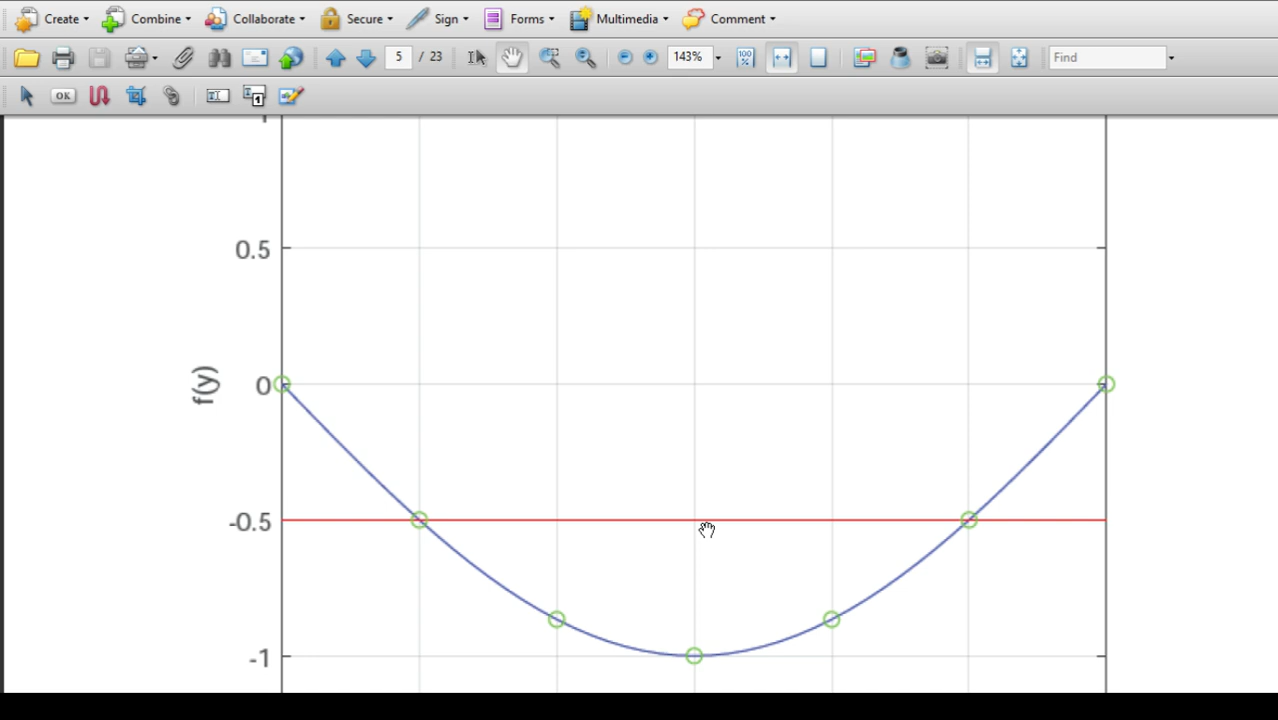 Create Combine Collaborate Secure Sign Forms Multimedia Comment
5 / 23 143% Find
OK
0.5
f(y)
0
-0.5
-1